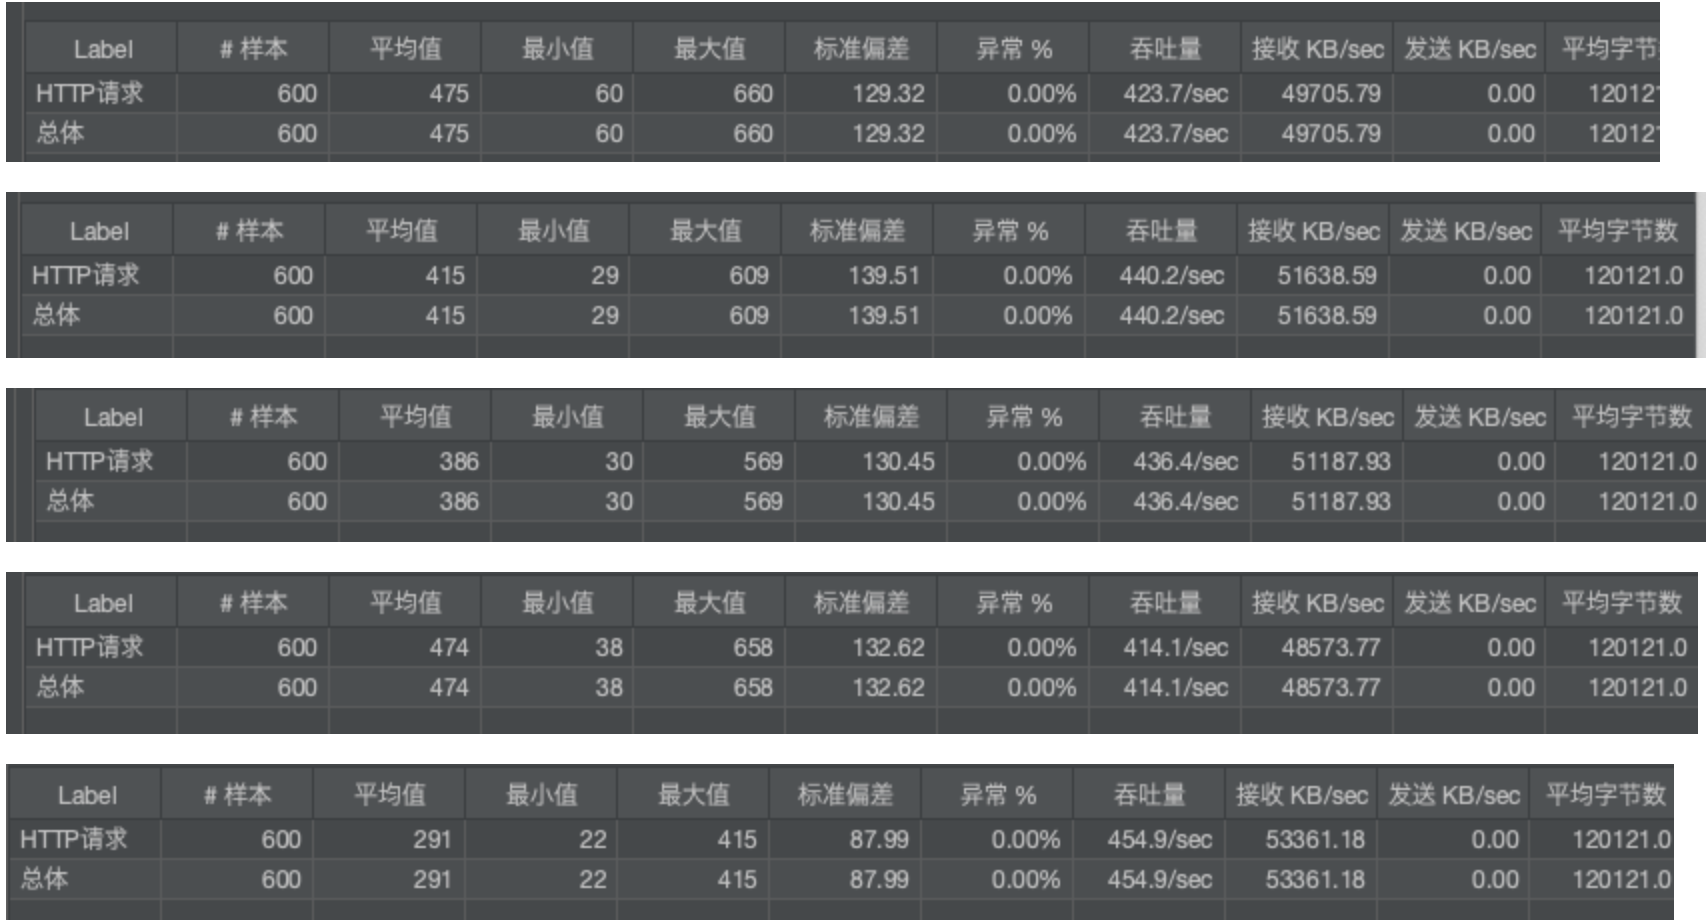 Label # 样本 平均值 最小值 最大值 标准偏差 异常 % 吞吐量 接收 KB/sec 发送 KB/sec 平均字节
HTTP请求 600 475 60 660 129.32 0.00% 423.7/sec 49705.79 0.00 12012
总体 600 475 60 660 129.32 0.00% 423.7/sec 49705.79 0.00 12012
Label # 样本 平均值 最小值 最大值 标准偏差 异常 % 吞吐量 接收 KB/sec 发送 KB/sec 平均字节数
HTTP请求 600 415 29 609 139.51 0.00% 440.2/sec 51638.59 0.00 120121.0
总体 600 415 29 609 139.51 0.00% 440.2/sec 51638.59 0.00 120121.0
Label # 样本 平均值 最小值 最大值 标准偏差 异常 % 吞吐量 接收 KB/sec 发送 KB/sec 平均字节数
HTTP请求 600 386 30 569 130.45 0.00% 436.4/sec 51187.93 0.00 120121.0
总体 600 386 30 569 130.45 0.00% 436.4/sec 51187.93 0.00 120121.0
Label # 样本 平均值 最小值 最大值 标准偏差 异常 % 吞吐量 接收 KB/sec 发送 KB/sec 平均字节数
HTTP请求 600 474 38 658 132.62 0.00% 414.1/sec 48573.77 0.00 120121.0
总体 600 474 38 658 132.62 0.00% 414.1/sec 48573.77 0.00 120121.0
Label # 样本 平均值 最小值 最大值 标准偏差 异常 % 吞吐量 接收 KB/sec 发送 KB/sec 平均字节数
HTTP请求 600 291 22 415 87.99 0.00% 454.9/sec 53361.18 0.00 120121.0
总体 600 291 22 415 87.99 0.00% 454.9/sec 53361.18 0.00 120121.0